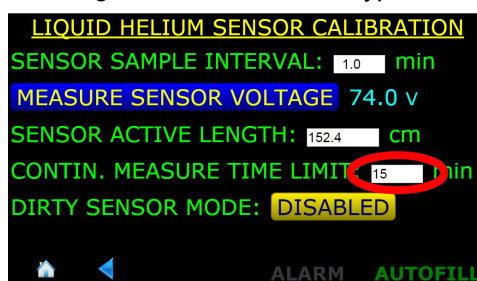 LIQUID HELIUM SENSOR CALIBRATION
SENSOR SAMPLE INTERVAL: 1.0 min
MEASURE SENSOR VOLTAGE 74.0 v
SENSOR ACTIVE LENGTH: 152.4 cm
CONTIN. MEASURE TIME LIMIT: 15 min
DIRTY SENSOR MODE: DISABLED
ALARM AUTOFILL